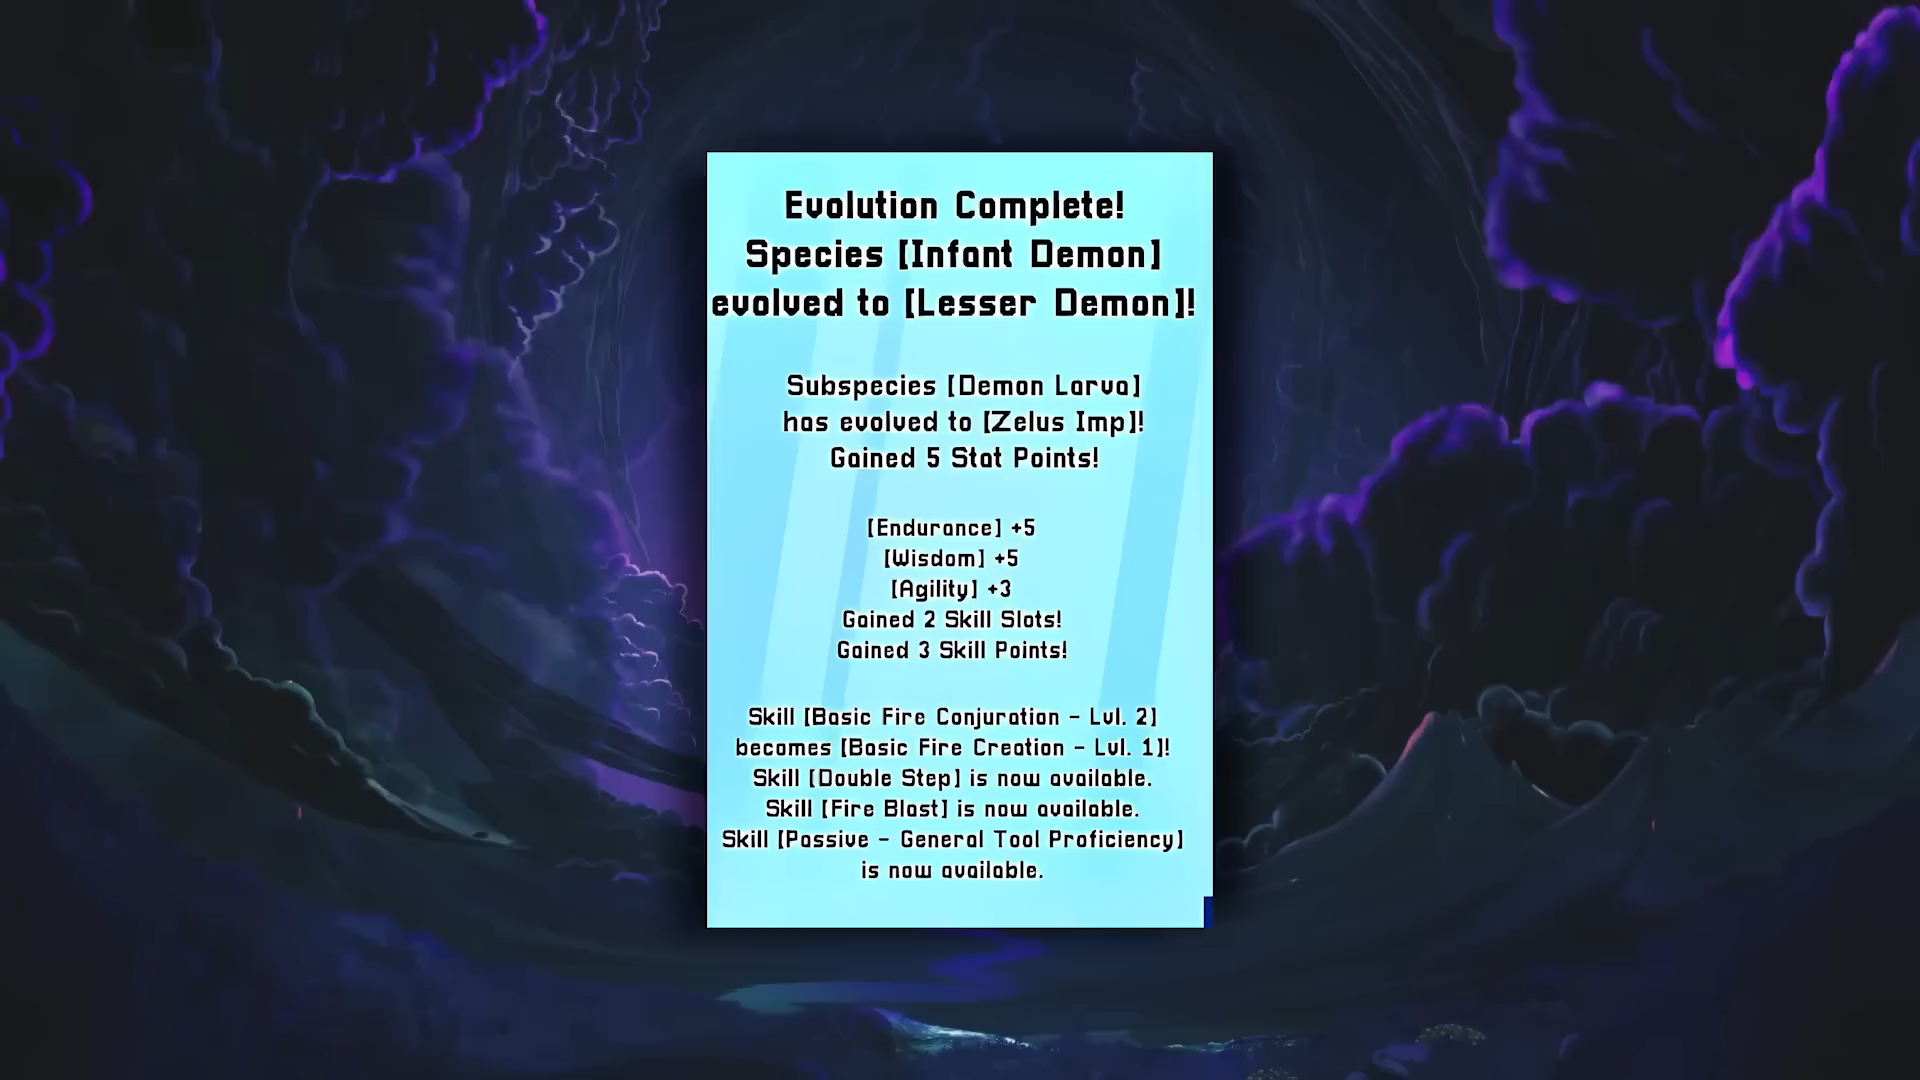 Evolution Complete!
Species [Infant Demon]
evolved to [Lesser Demon]!
Subspecies [Demon Larva]
has evolved to [Zelus Imp]!
Gained 5 Stat Points!
[Endurance] +5
[Wisdom] +5
[Agility] +3
Gained 2 Skill Slots!
Gained 3 Skill Points!
Skill [Basic Fire Conjuration - Lvl. 2]
becomes [Basic Fire Creation - Lvl. 1]!
Skill [Double Step] is now available.
Skill [Fire Blast] is now available.
Skill [Passive - General Tool Proficiency]
is now available.